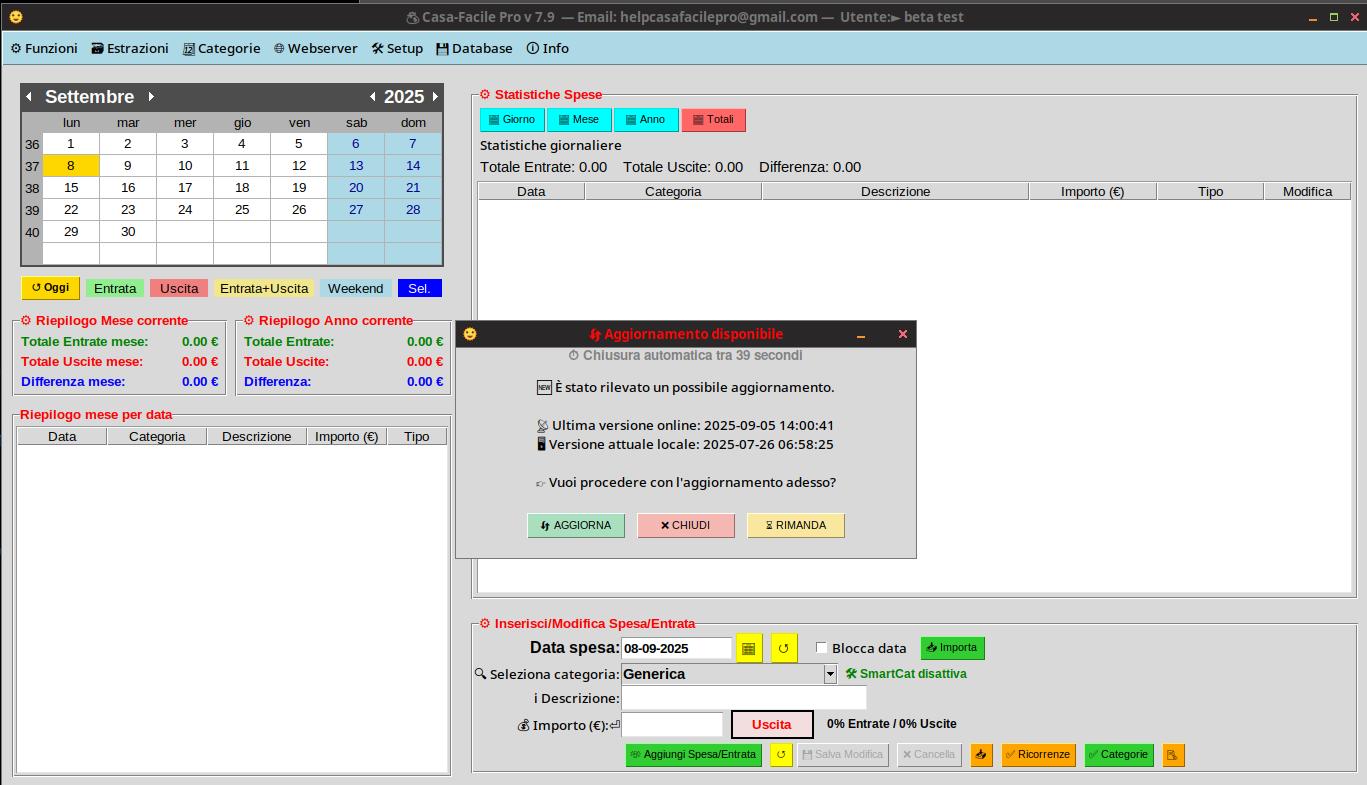 Casa-Facile Pro v 7.9 — Email: helpcasafacilepro@gmail.com — Utente:► beta test
Funzioni Estrazioni Categorie Webserver Setup Database Info
Settembre 2025
lun mar mer gio ven sab dom
36 1 2 3 4 5 6 7
37 8 9 10 11 12 13 14
38 15 16 17 18 19 20 21
39 22 23 24 25 26 27 28
40 29 30
↺ Oggi Entrata Uscita Entrata+Uscita Weekend Sel.
Riepilogo Mese corrente
Totale Entrate mese: 0.00 €
Totale Uscite mese: 0.00 €
Differenza mese: 0.00 €
Riepilogo Anno corrente
Totale Entrate: 0.00 €
Totale Uscite: 0.00 €
Differenza: 0.00 €
Riepilogo mese per data
Data Categoria Descrizione Importo (€) Tipo
Statistiche Spese
Giorno Mese Anno Totali
Statistiche giornaliere
Totale Entrate: 0.00 Totale Uscite: 0.00 Differenza: 0.00
Data Categoria Descrizione Importo (€) Tipo Modifica
Aggiornamento disponibile
Chiusura automatica tra 39 secondi
NEW È stato rilevato un possibile aggiornamento.
Ultima versione online: 2025-09-05 14:00:41
Versione attuale locale: 2025-07-26 06:58:25
Vuoi procedere con l'aggiornamento adesso?
AGGIORNA CHIUDI RIMANDA
Inserisci/Modifica Spesa/Entrata
Data spesa: 08-09-2025 Blocca data Importa
Seleziona categoria: Generica SmartCat disattiva
i Descrizione:
Importo (€):⏎ Uscita 0% Entrate / 0% Uscite
Aggiungi Spesa/Entrata Salva Modifica Cancella Ricorrenze Categorie